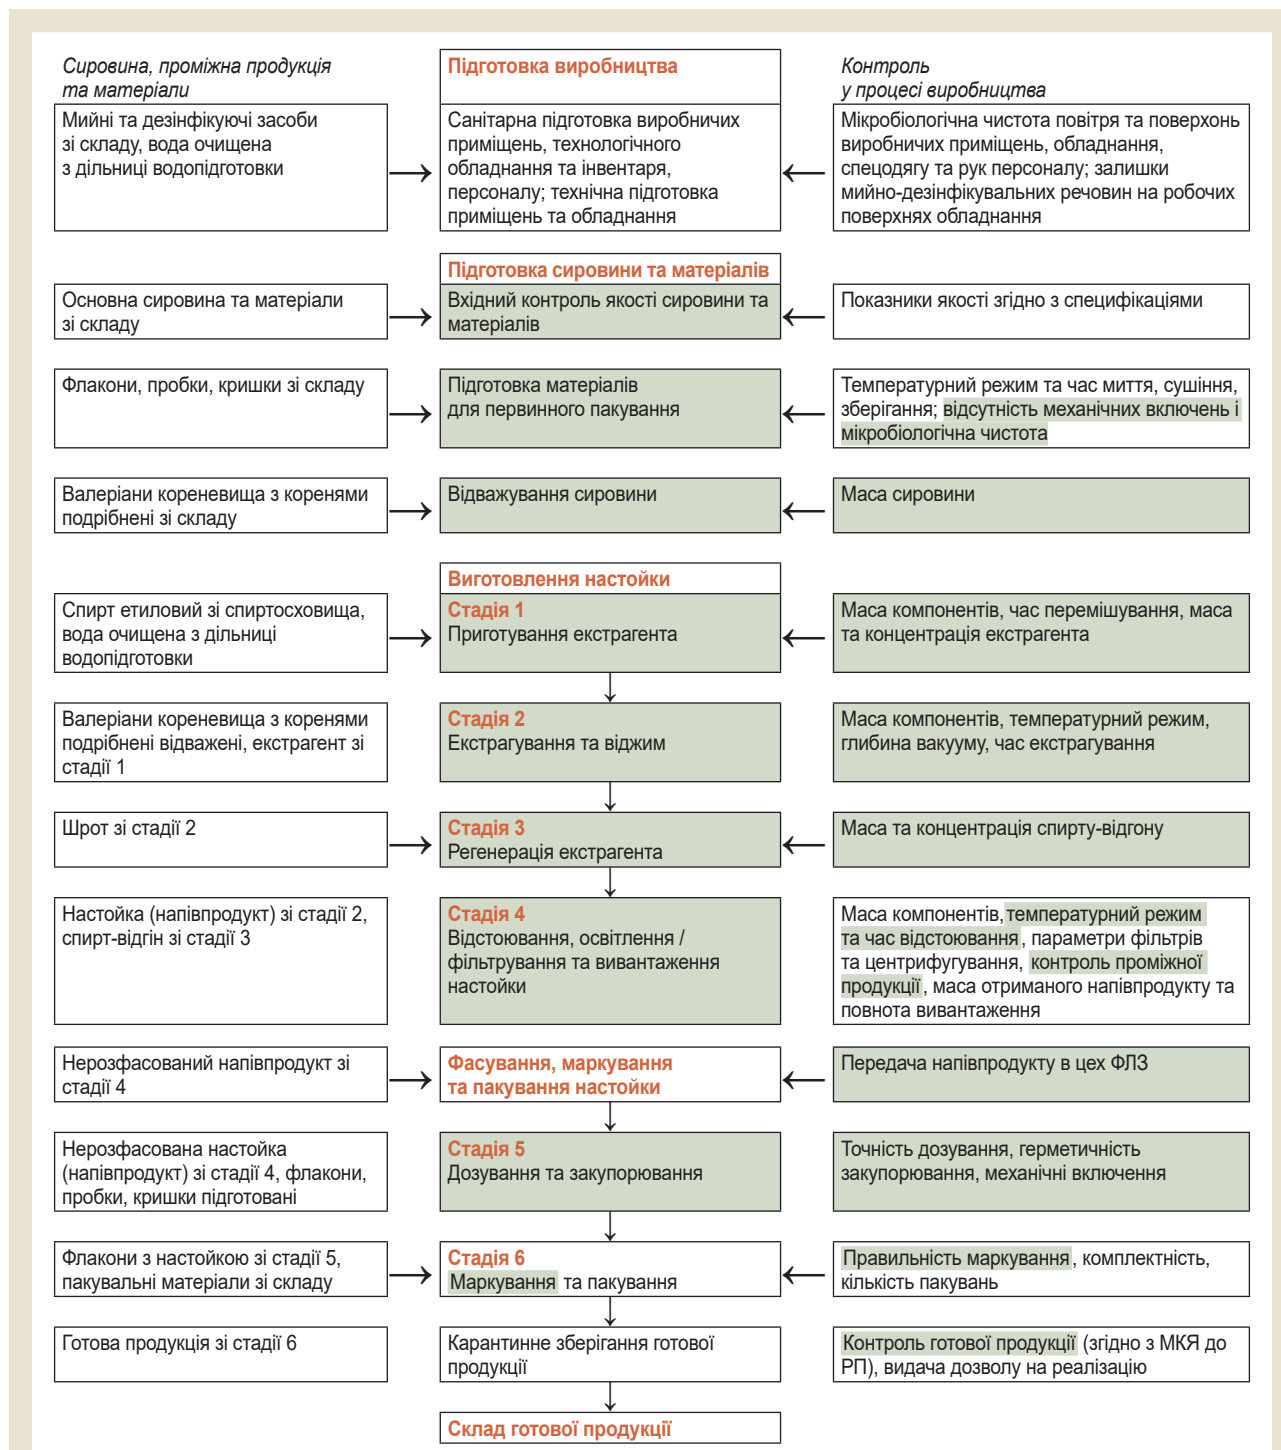 Сировина, проміжна продукція
та матеріали
Підготовка виробництва
Контроль
у процесі виробництва
Мийні та дезінфікуючі засоби
зі складу, вода очищена
з дільниці водопідготовки
Санітарна підготовка виробничих
приміщень, технологічного
обладнання та інвентаря,
персоналу; технічна підготовка
приміщень та обладнання
Мікробіологічна чистота повітря та поверхонь
виробничих приміщень, обладнання,
спецодягу та рук персоналу; залишки
мийно-дезінфікувальних речовин на робочих
поверхнях обладнання
Підготовка сировини та матеріалів
Основна сировина та матеріали
зі складу
Вхідний контроль якості сировини та
матеріалів
Показники якості згідно з специфікаціями
Флакони, пробки, кришки зі складу
Підготовка матеріалів
для первинного пакування
Температурний режим та час миття, сушіння,
зберігання; відсутність механічних включень і
мікробіологічна чистота
Валеріани кореневища з коренями
подрібнені зі складу
Відважування сировини
Маса сировини
Виготовлення настойки
Спирт етиловий зі спиртосховища,
вода очищена з дільниці
водопідготовки
Стадія 1
Приготування екстрагента
Маса компонентів, час перемішування, маса
та концентрація екстрагента
Валеріани кореневища з коренями
подрібнені відважені, екстрагент зі
стадії 1
Стадія 2
Екстрагування та віджим
Маса компонентів, температурний режим,
глибина вакууму, час екстрагування
Шрот зі стадії 2
Стадія 3
Регенерація екстрагента
Маса та концентрація спирту-відгону
Настойка (напівпродукт) зі стадії 2,
спирт-відгін зі стадії 3
Стадія 4
Відстоювання, освітлення /
фільтрування та вивантаження
настойки
Маса компонентів, температурний режим
та час відстоювання, параметри фільтрів
та центрифугування, контроль проміжної
продукції, маса отриманого напівпродукту та
повнота вивантаження
Нерозфасований напівпродукт зі
стадії 4
Фасування, маркування
та пакування настойки
Передача напівпродукту в цех ФЛЗ
Нерозфасована настойка
(напівпродукт) зі стадії 4, флакони,
пробки, кришки підготовані
Стадія 5
Дозування та закупорювання
Точність дозування, герметичність
закупорювання, механічні включення
Флакони з настойкою зі стадії 5,
пакувальні матеріали зі складу
Стадія 6
Маркування та пакування
Правильність маркування, комплектність,
кількість пакувань
Готова продукція зі стадії 6
Карантинне зберігання готової
продукції
Контроль готової продукції (згідно з МКЯ до
РП), видача дозволу на реалізацію
Склад готової продукції